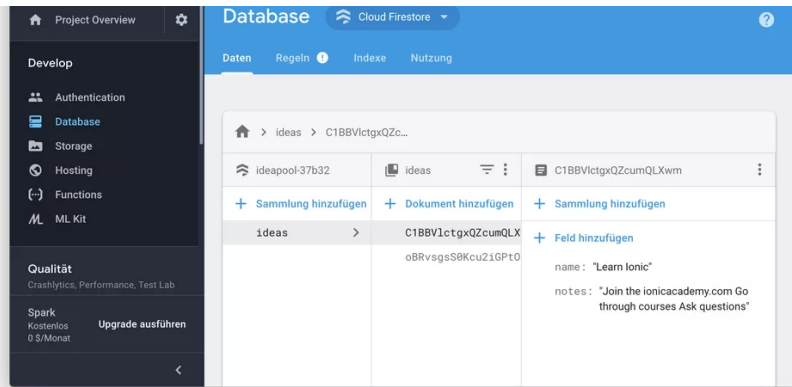 Project Overview
Develop
Authentication
Database
Storage
Hosting
Functions
ML Kit
Qualität
Crashlytics, Performance, Test Lab
Spark
Kostenlos
0 $/Monat
Upgrade ausführen
Database
Cloud Firestore
Daten
Regeln
Indexe
Nutzung
ideas
C1BBVlctgxQZc...
ideapool-37b32
ideas
C1BBVlctgxQZcumQLXwm
+ Sammlung hinzufügen
+ Dokument hinzufügen
+ Sammlung hinzufügen
ideas
C1BBVlctgxQZcumQLX
oBRvsgsS0Kcu2iGPtO
+ Feld hinzufügen
name: "Learn Ionic"
notes: "Join the ionicacademy.com Go
through courses Ask questions"